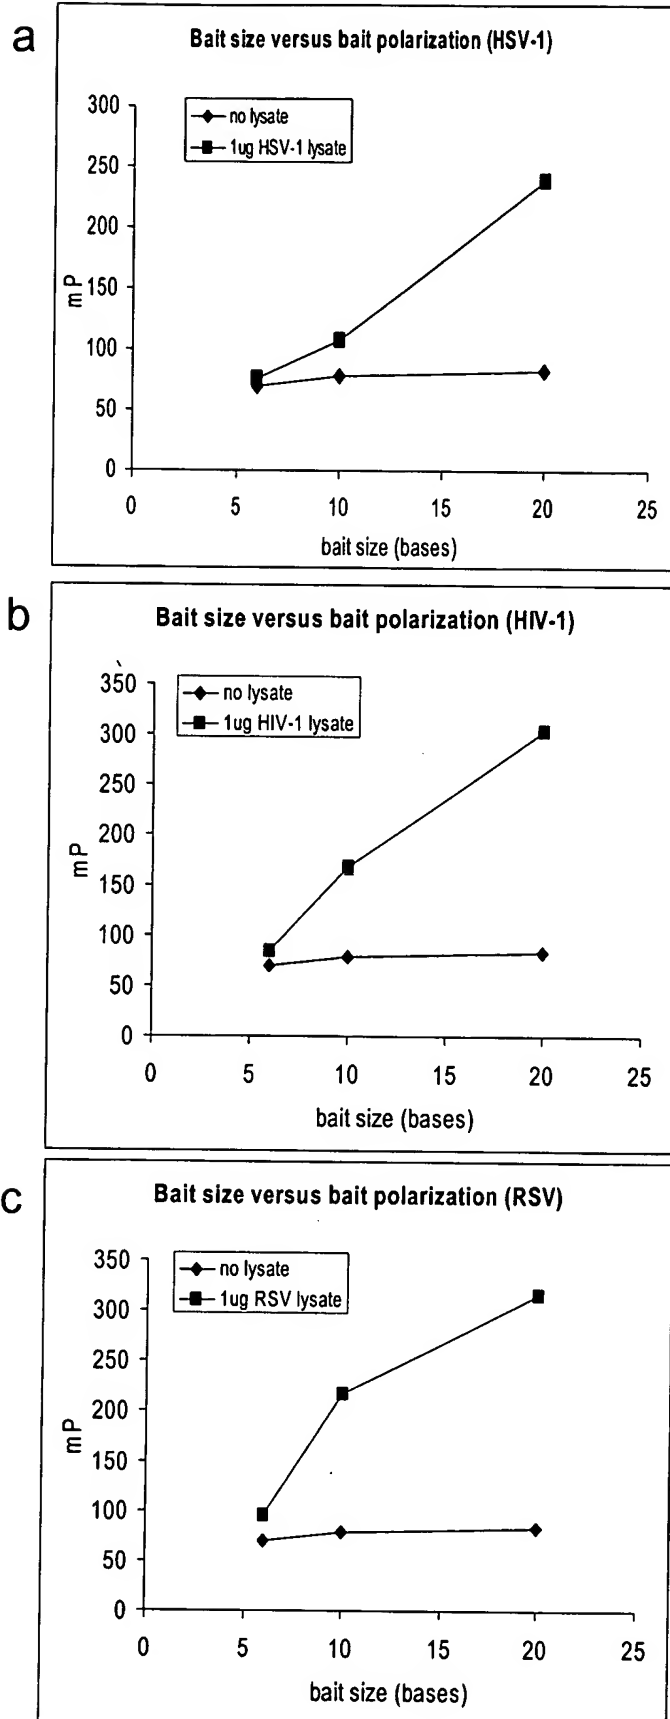 a
Bait size versus bait polarization (HSV-1)
300
250
200
150
100
50
0
mP
no lysate
1ug HSV-1 lysate
0 5 10 15 20 25
bait size (bases)
b
Bait size versus bait polarization (HIV-1)
350
300
250
200
150
100
50
0
mP
no lysate
1ug HIV-1 lysate
0 5 10 15 20 25
bait size (bases)
c
Bait size versus bait polarization (RSV)
350
300
250
200
150
100
50
0
mP
no lysate
1ug RSV lysate
0 5 10 15 20 25
bait size (bases)